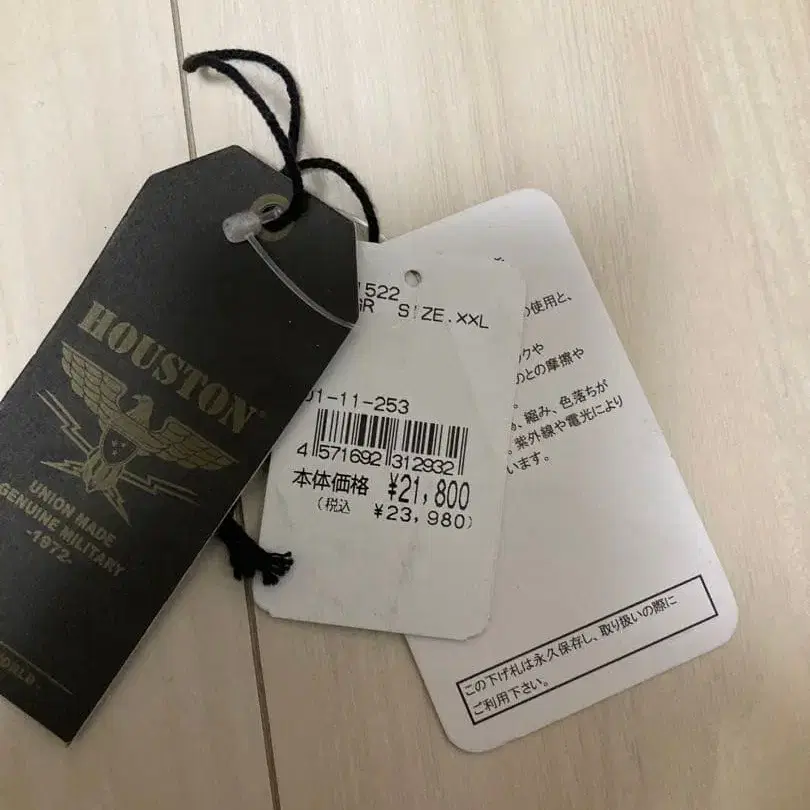 HOUSTON
UNION MADE
GENUINE MILITARY
-1972-
1522
GR SIZE.XXL
01-11-253
4 571692 312932
本体価格 ¥21,800
(税込 ¥23,980)
の使用と、
クや
のとの摩擦や
縮み、色落ちが
紫外線や電光により
います。
この下げ札は永久保存し、取り扱いの際に
ご利用下さい。